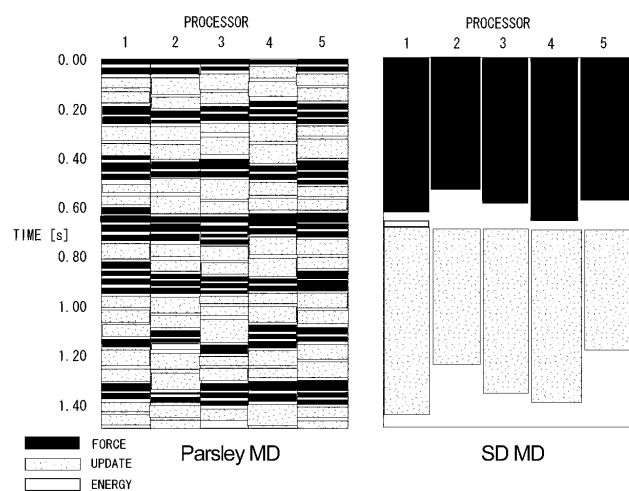 PROCESSOR
1 2 3 4 5
0.00
0.20
0.40
0.60
TIME [s]
0.80
1.00
1.20
1.40
Parsley MD
PROCESSOR
1 2 3 4 5
SD MD
FORCE
UPDATE
ENERGY